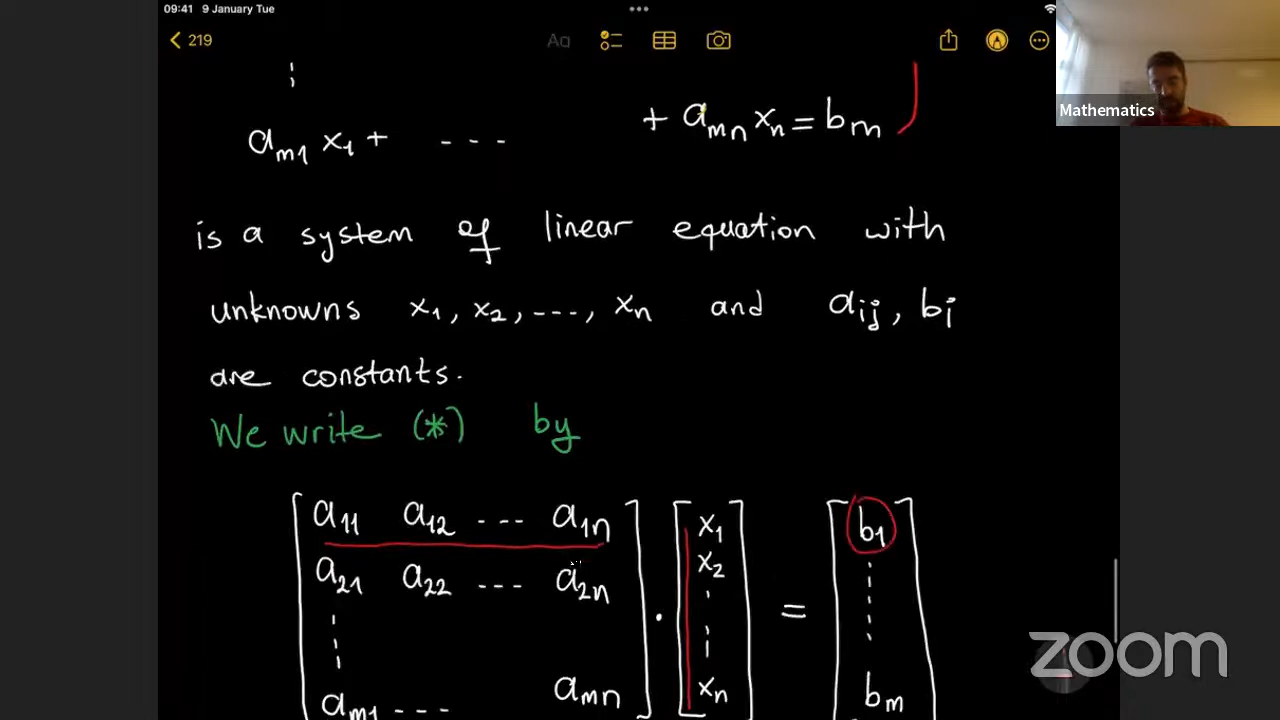 09:41 9 January Tue
219
Aa
Mathematics
a_m1 x_1 + --- + a_mn x_n = b_m
is a system of linear equation with
unknowns x_1, x_2, ---, x_n and a_ij, b_i
are constants.
We write (*) by
a_11 a_12 --- a_1n x_1 b_1
a_21 a_22 --- a_2n · x_2 =
a_m1 --- a_mn x_n b_m
zoom